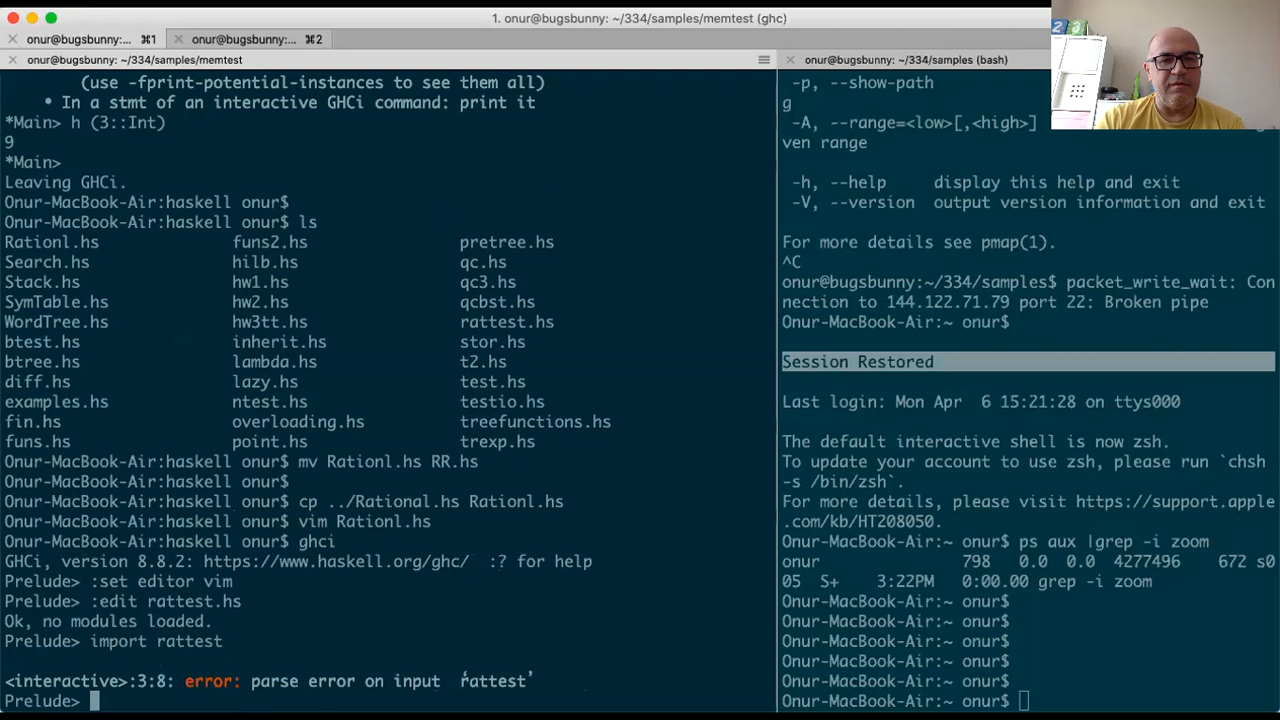 1. onur@bugsbunny: ~/334/samples/memtest (ghc)
onur@bugsbunny:... ⌘1
onur@bugsbunny:... ⌘2
onur@bugsbunny: ~/334/samples/memtest
(use -fprint-potential-instances to see them all)
• In a stmt of an interactive GHCi command: print it
*Main> h (3::Int)
9
*Main>
Leaving GHCi.
Onur-MacBook-Air:haskell onur$
Onur-MacBook-Air:haskell onur$ ls
Rationl.hs funs2.hs pretree.hs
Search.hs hilb.hs qc.hs
Stack.hs hw1.hs qc3.hs
SymTable.hs hw2.hs qcbst.hs
WordTree.hs hw3tt.hs rattest.hs
btest.hs inherit.hs stor.hs
btree.hs lambda.hs t2.hs
diff.hs lazy.hs test.hs
examples.hs ntest.hs testio.hs
fin.hs overloading.hs treefunctions.hs
funs.hs point.hs trexp.hs
Onur-MacBook-Air:haskell onur$ mv Rationl.hs RR.hs
Onur-MacBook-Air:haskell onur$
Onur-MacBook-Air:haskell onur$ cp ../Rational.hs Rationl.hs
Onur-MacBook-Air:haskell onur$ vim Rationl.hs
Onur-MacBook-Air:haskell onur$ ghci
GHCi, version 8.8.2: https://www.haskell.org/ghc/ :? for help
Prelude> :set editor vim
Prelude> :edit rattest.hs
Ok, no modules loaded.
Prelude> import rattest
<interactive>:3:8: error: parse error on input ‘rattest’
Prelude>
onur@bugsbunny: ~/334/samples (bash)
-p, --show-path
g
-A, --range=<low>[,<high>]
ven range
-h, --help display this help and exit
-V, --version output version information and exit
For more details see pmap(1).
^C
onur@bugsbunny:~/334/samples$ packet_write_wait: Con
nection to 144.122.71.79 port 22: Broken pipe
Onur-MacBook-Air:~ onur$
Session Restored
Last login: Mon Apr 6 15:21:28 on ttys000
The default interactive shell is now zsh.
To update your account to use zsh, please run `chsh
-s /bin/zsh`.
For more details, please visit https://support.apple
.com/kb/HT208050.
Onur-MacBook-Air:~ onur$ ps aux |grep -i zoom
onur 798 0.0 0.0 4277496 672 s0
05 S+ 3:22PM 0:00.00 grep -i zoom
Onur-MacBook-Air:~ onur$
Onur-MacBook-Air:~ onur$
Onur-MacBook-Air:~ onur$
Onur-MacBook-Air:~ onur$
Onur-MacBook-Air:~ onur$
Onur-MacBook-Air:~ onur$